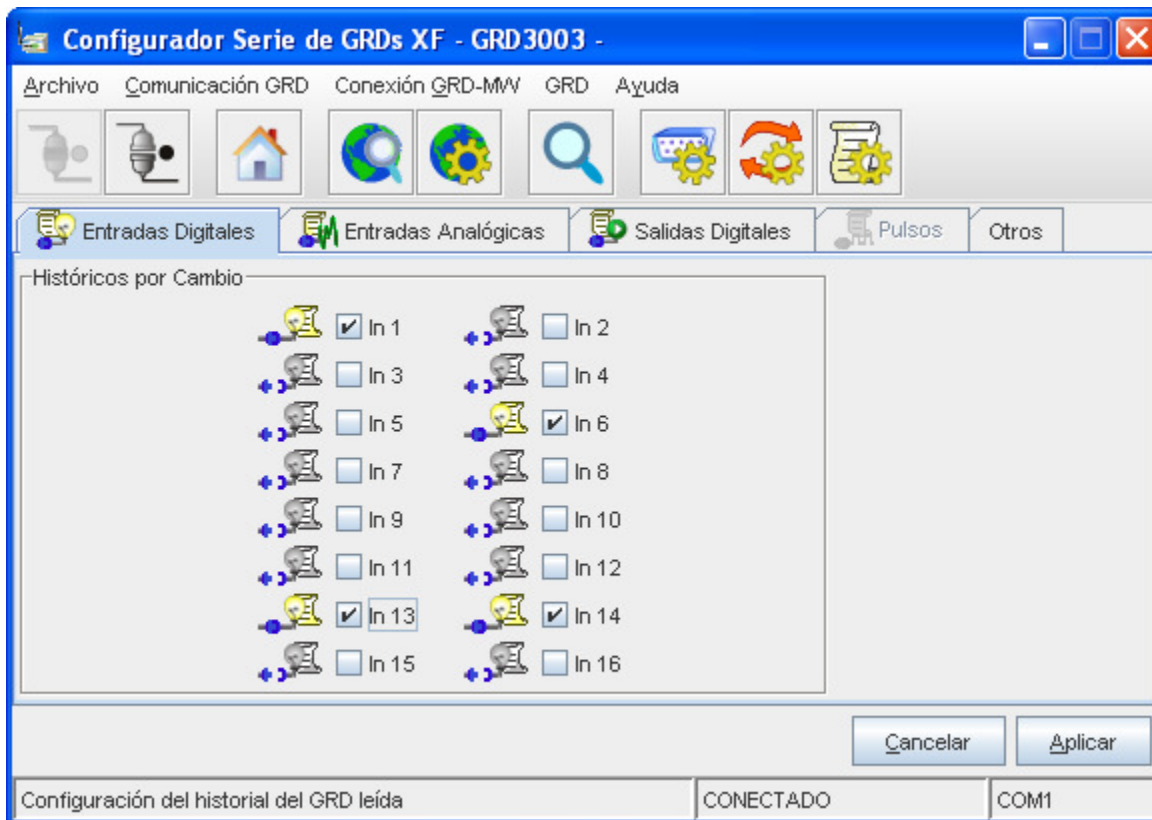 Configurador Serie de GRDs XF - GRD3003 -
Archivo Comunicación GRD Conexión GRD-MW GRD Ayuda
Entradas Digitales Entradas Analógicas Salidas Digitales Pulsos Otros
Históricos por Cambio
In 1 In 2
In 3 In 4
In 5 In 6
In 7 In 8
In 9 In 10
In 11 In 12
In 13 In 14
In 15 In 16
Cancelar Aplicar
Configuración del historial del GRD leída CONECTADO COM1